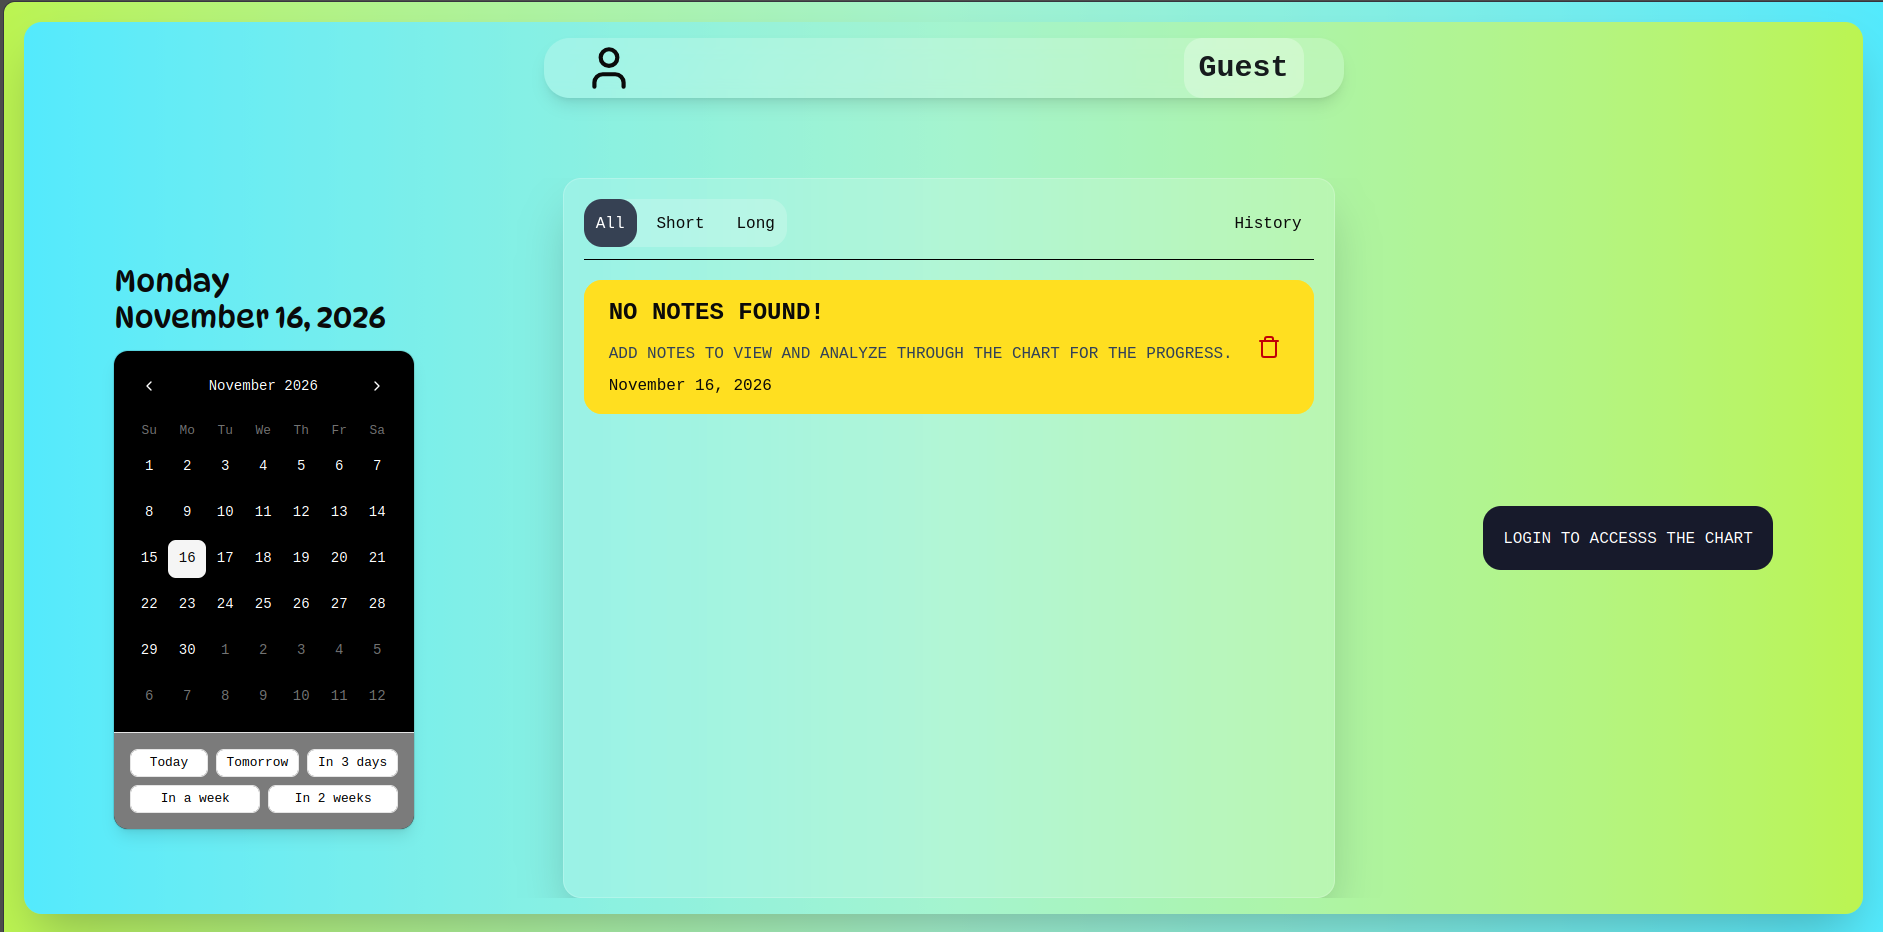 Guest
All Short Long History
Monday
November 16, 2026
November 2026
Su Mo Tu We Th Fr Sa
1 2 3 4 5 6 7
8 9 10 11 12 13 14
15 16 17 18 19 20 21
22 23 24 25 26 27 28
29 30 1 2 3 4 5
6 7 8 9 10 11 12
Today Tomorrow In 3 days
In a week In 2 weeks
NO NOTES FOUND!
ADD NOTES TO VIEW AND ANALYZE THROUGH THE CHART FOR THE PROGRESS.
November 16, 2026
LOGIN TO ACCESSS THE CHART